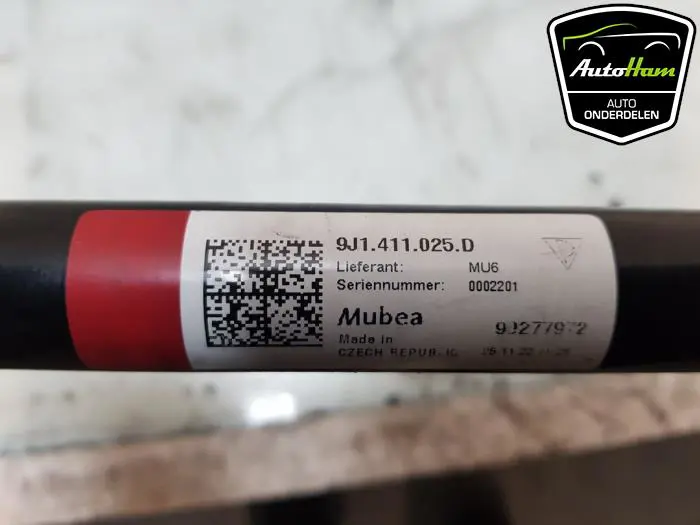 AutoHam
AUTO
ONDERDELEN
9J1.411.025.D
Lieferant: MU6
Seriennummer: 0002201
Mubea
Made in
CZECH REPUBLIC